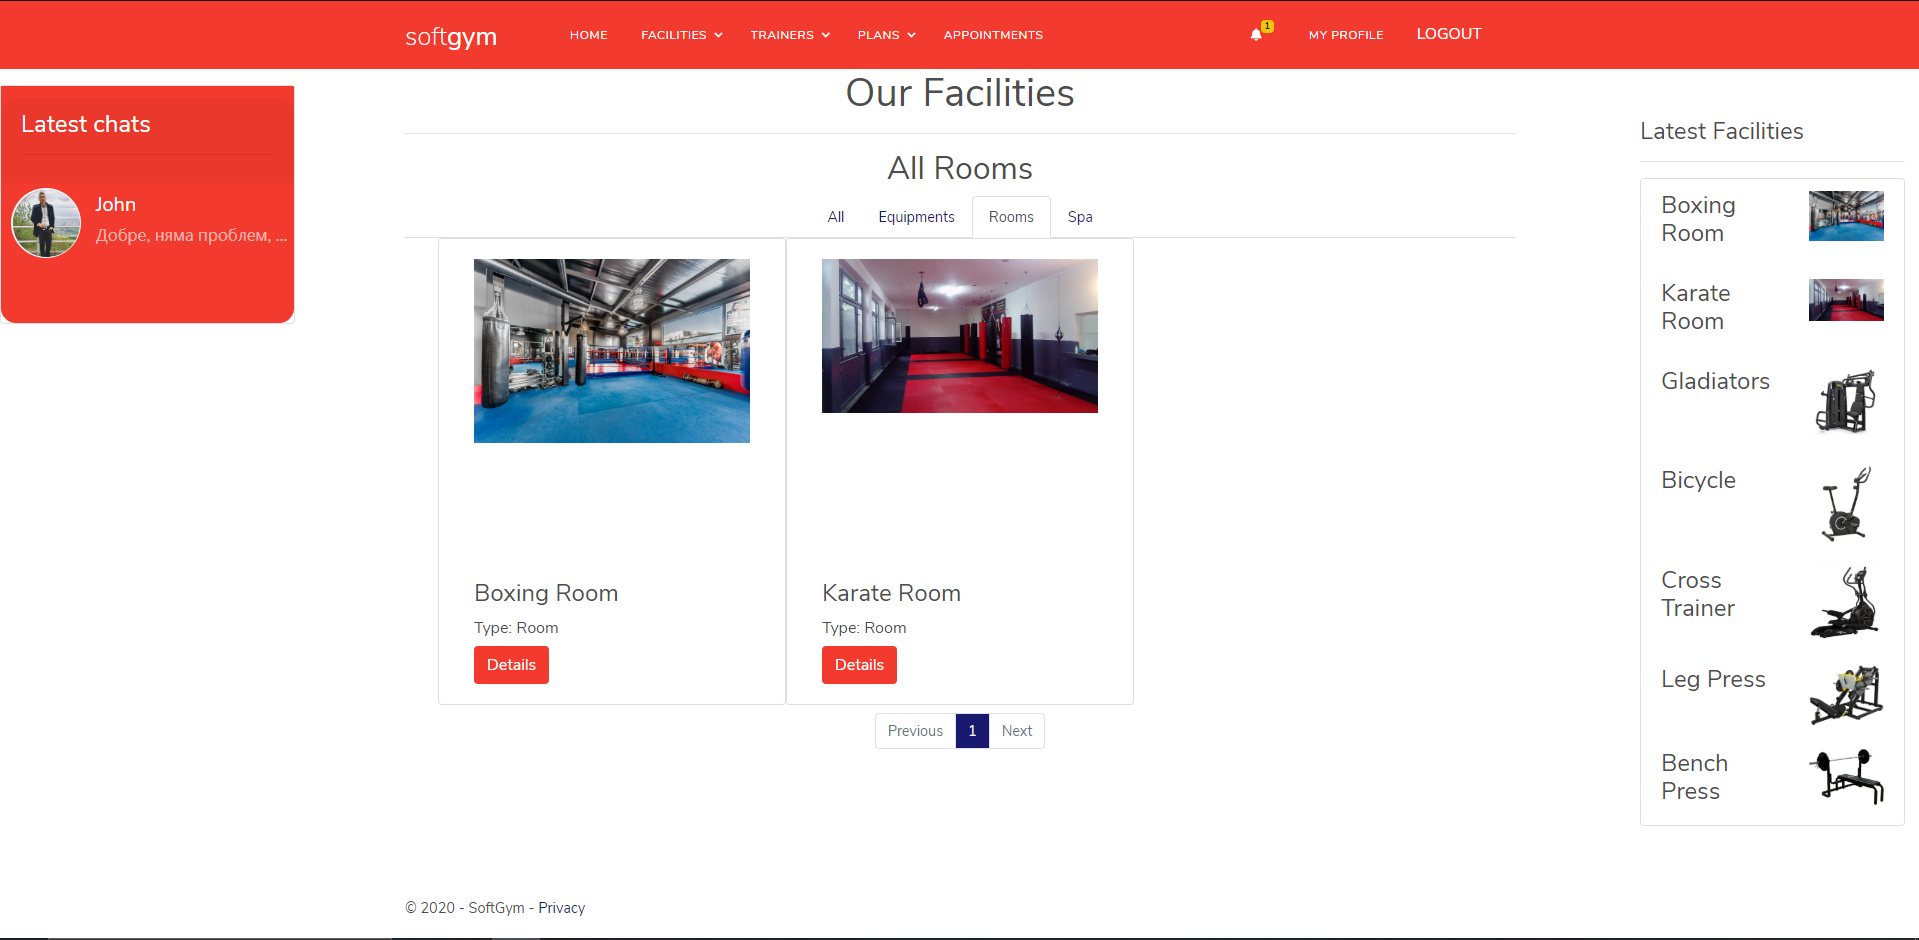 softgym
HOME
FACILITIES
TRAINERS
PLANS
APPOINTMENTS
1
MY PROFILE
LOGOUT
Latest chats
John
Добре, няма проблем, ...
Our Facilities
All Rooms
All
Equipments
Rooms
Spa
Boxing Room
Type: Room
Details
Karate Room
Type: Room
Details
Previous
1
Next
Latest Facilities
Boxing
Room
Karate
Room
Gladiators
Bicycle
Cross
Trainer
Leg Press
Bench
Press
© 2020 - SoftGym - Privacy